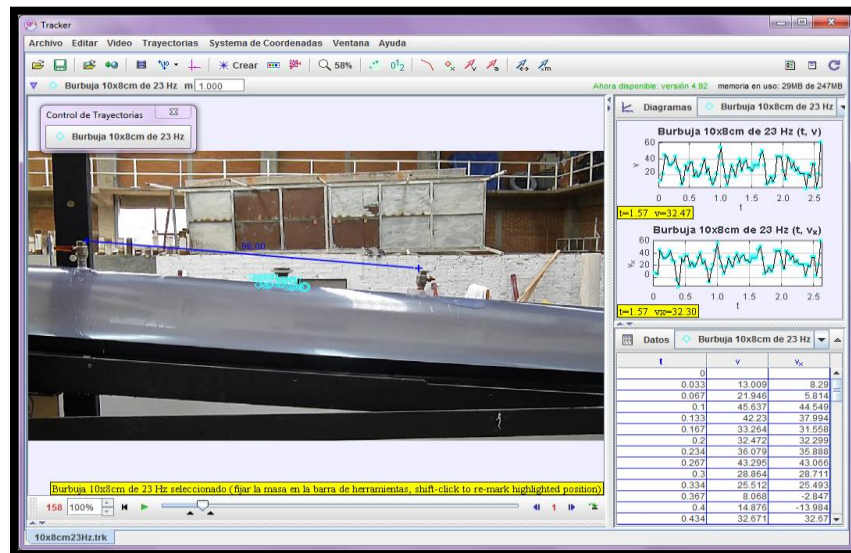 Tracker
Archivo Editar Video Trayectorias Systema de Coordenadas Ventana Ayuda
Crear 58%
Burbuja 10x8cm de 23 Hz m 1.000 Ahora disponible: versión 4.92 memoria en uso: 29MB de 247MB
Control de Trayectorias
Burbuja 10x8cm de 23 Hz
96.00
Burbuja 10x8cm de 23 Hz seleccionado (fijar la masa en la barra de herramientas, shift-click to re-mark highlighted position)
158 100% 1
10x8cm23Hz.trk
Diagramas Burbuja 10x8cm de 23 Hz
Burbuja 10x8cm de 23 Hz (t, v)
60
40
20
v
0 0.5 1.0 1.5 2.0 2.5
t
t=1.57 v=32.47
Burbuja 10x8cm de 23 Hz (t, vx)
60
40
20
0
vx
0 0.5 1.0 1.5 2.0 2.5
t
t=1.57 vx=32.30
Datos Burbuja 10x8cm de 23 Hz
t v vx
0
0.033 13.009 8.29
0.067 21.946 5.814
0.1 45.637 44.549
0.133 42.23 37.994
0.167 33.264 31.558
0.2 32.472 32.299
0.234 36.079 35.888
0.267 43.295 43.066
0.3 28.864 28.711
0.334 25.512 25.493
0.367 8.068 -2.847
0.4 14.876 -13.984
0.434 32.671 32.67